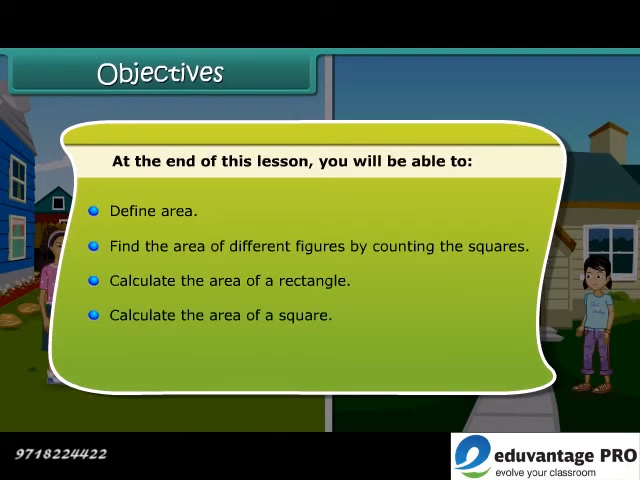 Objectives
At the end of this lesson, you will be able to:
Define area.
Find the area of different figures by counting the squares.
Calculate the area of a rectangle.
Calculate the area of a square.
9718224422
eduvantage PRO
evolve your classroom